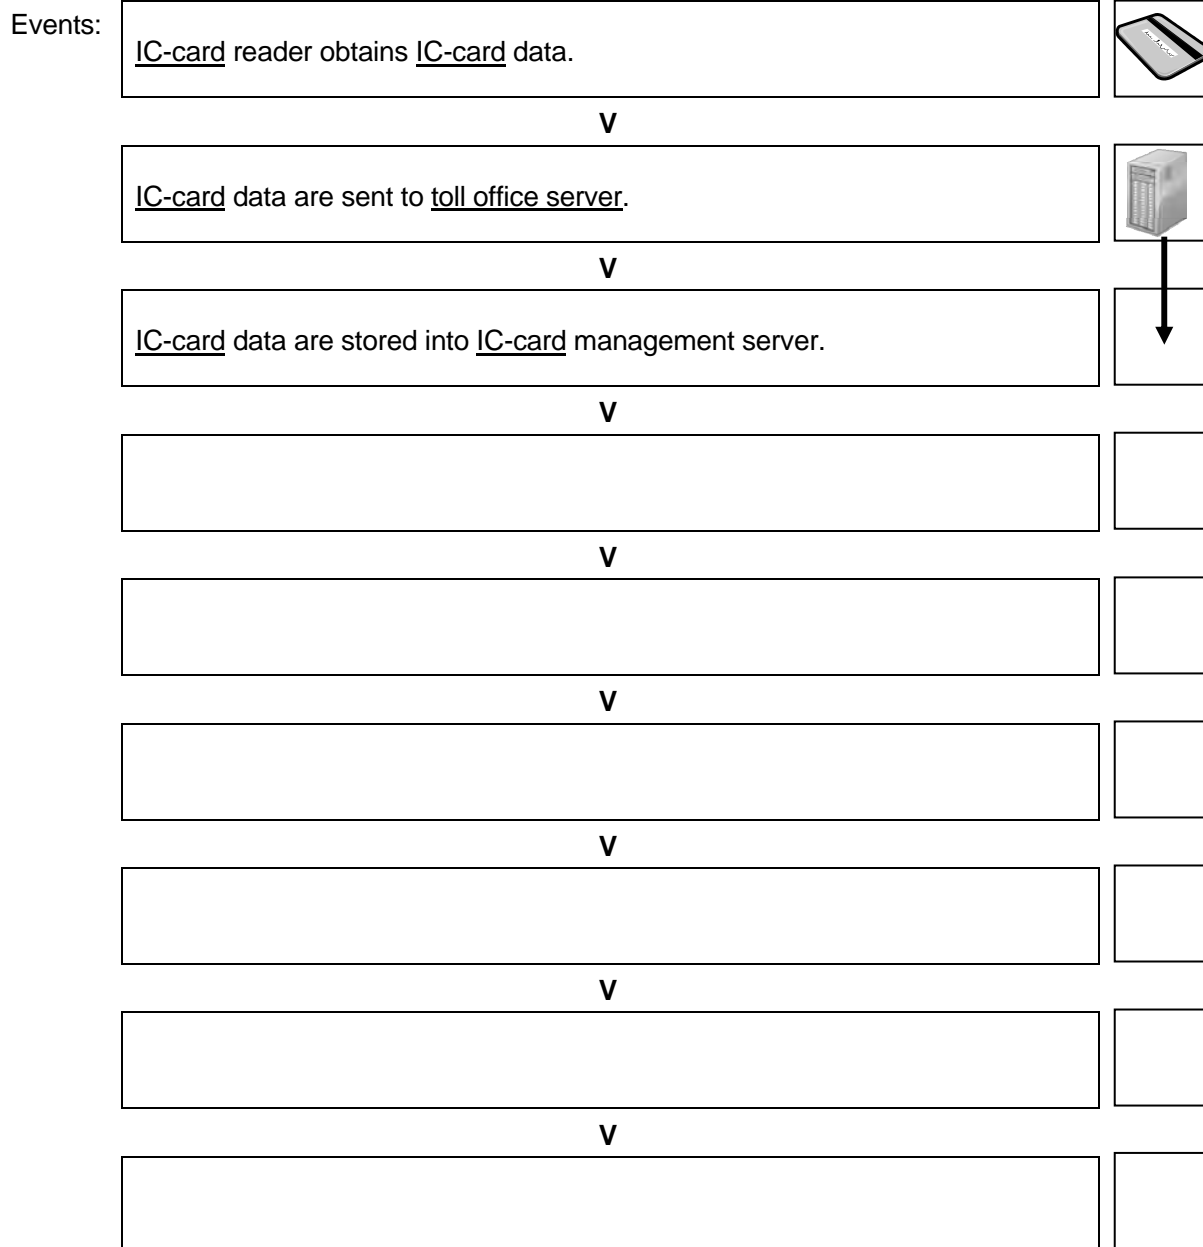 Events:
IC-card reader obtains IC-card data.
V
IC-card data are sent to toll office server.
V
IC-card data are stored into IC-card management server.
V
V
V
V
V
V